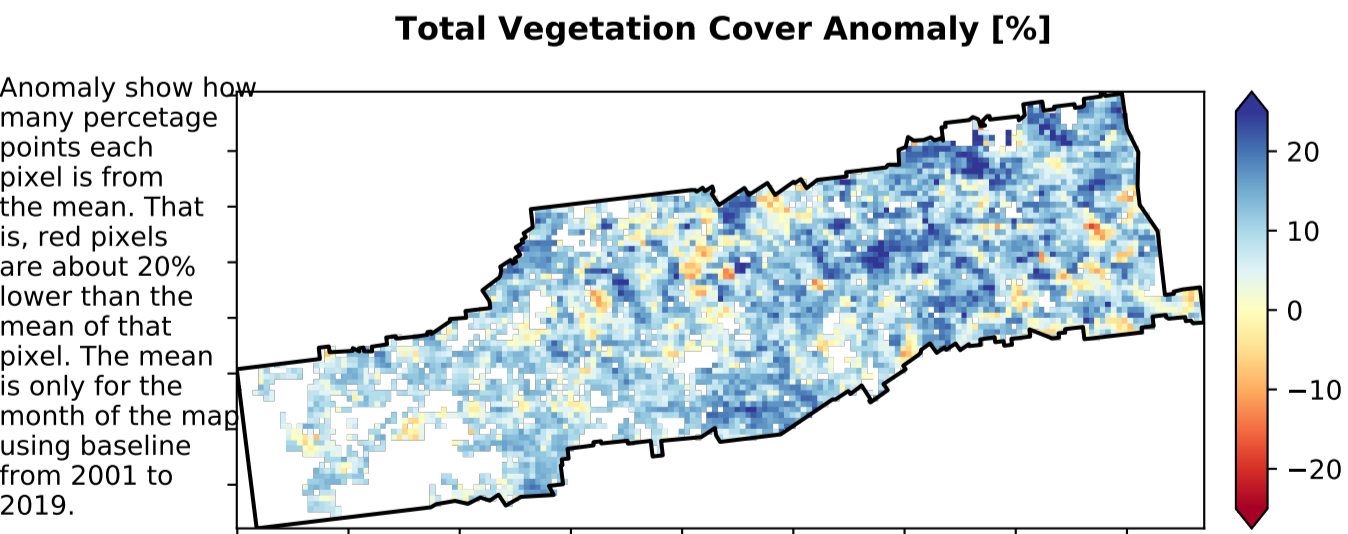 Total Vegetation Cover Anomaly [%]
Anomaly show how
many percetage
points each
pixel is from
the mean. That
is, red pixels
are about 20%
lower than the
mean of that
pixel. The mean
is only for the
month of the map
using baseline
from 2001 to
2019.
20
10
0
−10
−20